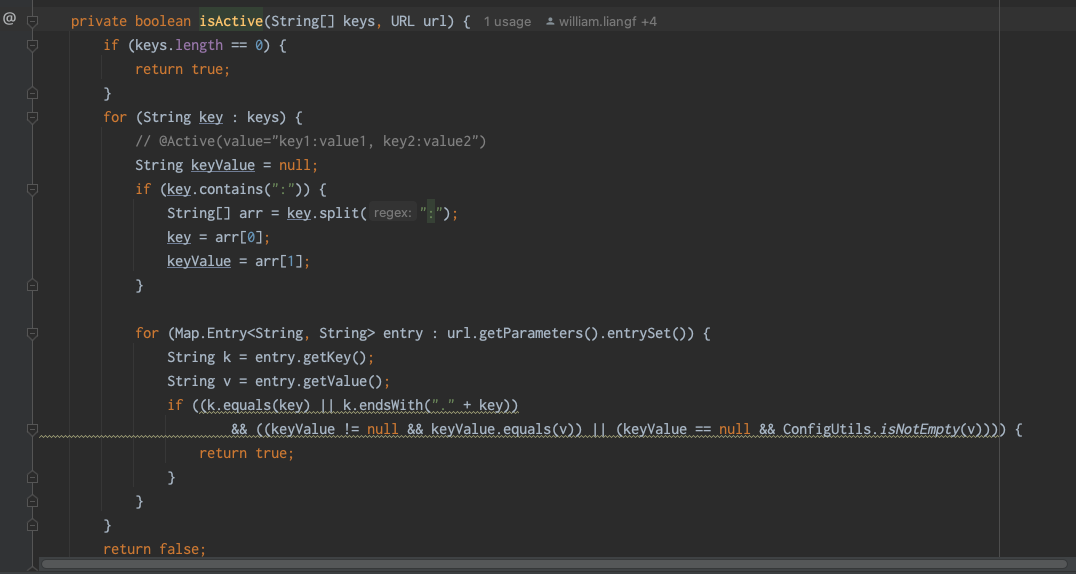 @ private boolean isActive(String[] keys, URL url) { 1 usage william.liangf +4
if (keys.length == 0) {
return true;
}
for (String key : keys) {
// @Active(value="key1:value1, key2:value2")
String keyValue = null;
if (key.contains(":")) {
String[] arr = key.split( regex: ":");
key = arr[0];
keyValue = arr[1];
}
for (Map.Entry<String, String> entry : url.getParameters().entrySet()) {
String k = entry.getKey();
String v = entry.getValue();
if ((k.equals(key) || k.endsWith("." + key))
&& ((keyValue != null && keyValue.equals(v)) || (keyValue == null && ConfigUtils.isNotEmpty(v)))) {
return true;
}
}
}
return false;